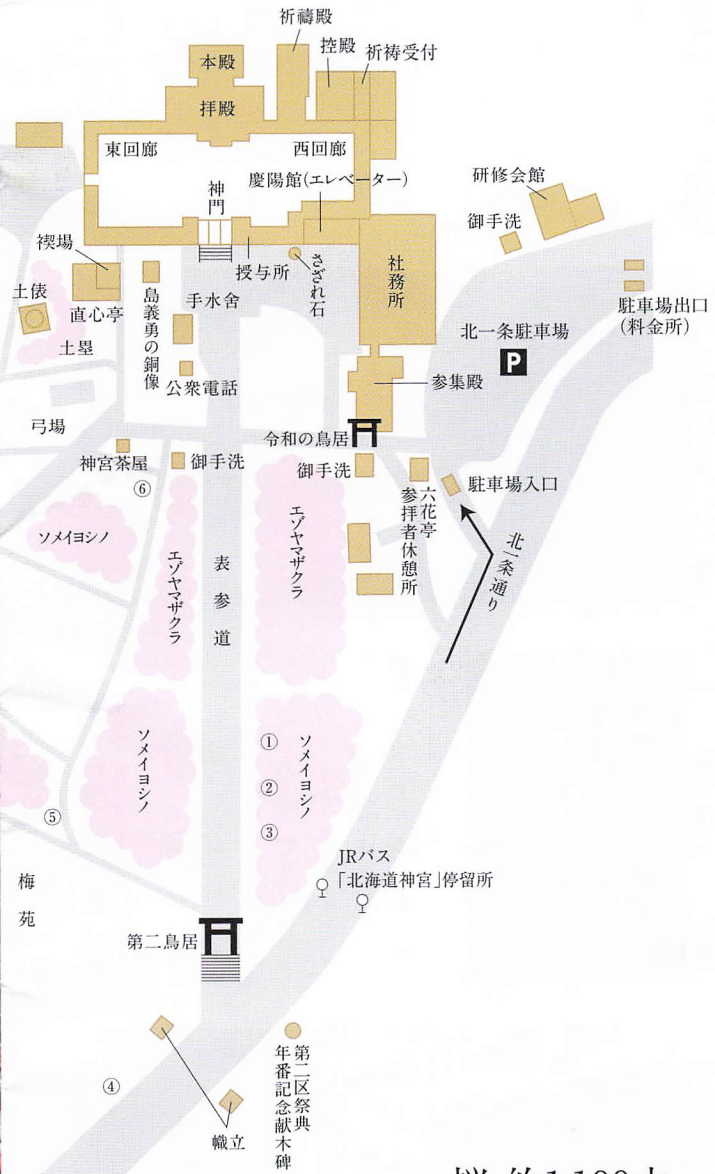 祈禱殿
控殿
祈祷受付
本殿
拝殿
東回廊
西回廊
神門
慶陽館(エレベーター)
研修会館
御手洗
禊場
授与所
さざれ石
社務所
土俵
直心亭
島義勇の銅像
手水舎
駐車場出口
(料金所)
北一条駐車場
P
土塁
公衆電話
参集殿
弓場
令和の鳥居
神宮茶屋
御手洗
御手洗
六花亭
参拝者休憩所
駐車場入口
⑥
ソメイヨシノ
エゾヤマザクラ
表参道
エゾヤマザクラ
北一条通り
ソメイヨシノ
①
②
③
ソメイヨシノ
⑤
JRバス
「北海道神宮」停留所
梅苑
第二鳥居
第二区祭典
年番記念献木碑
④
幟立